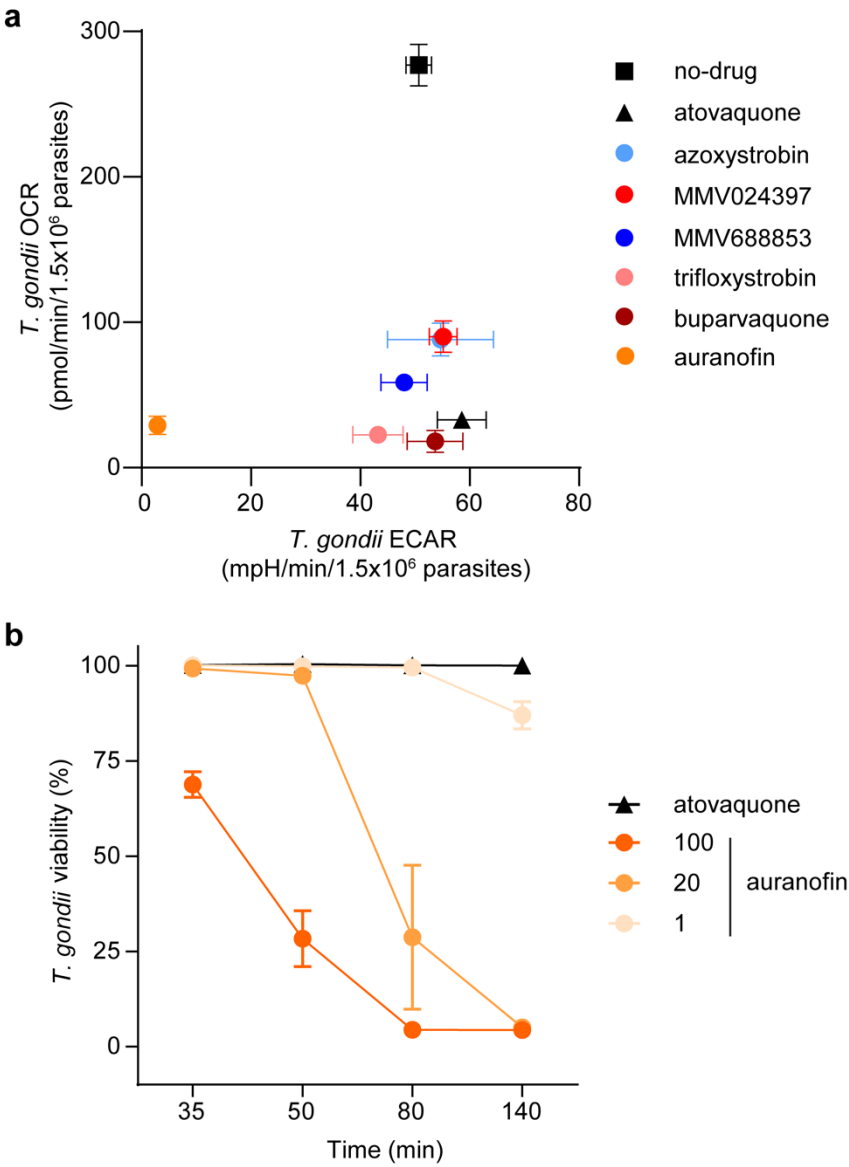 a
300
200
100
0
T. gondii OCR
(pmol/min/1.5x10⁶ parasites)
0 20 40 60 80
T. gondii ECAR
(mpH/min/1.5x10⁶ parasites)
no-drug
atovaquone
azoxystrobin
MMV024397
MMV688853
trifloxystrobin
buparvaquone
auranofin
b
100
75
50
25
0
T. gondii viability (%)
35 50 80 140
Time (min)
atovaquone
100
20
1
auranofin